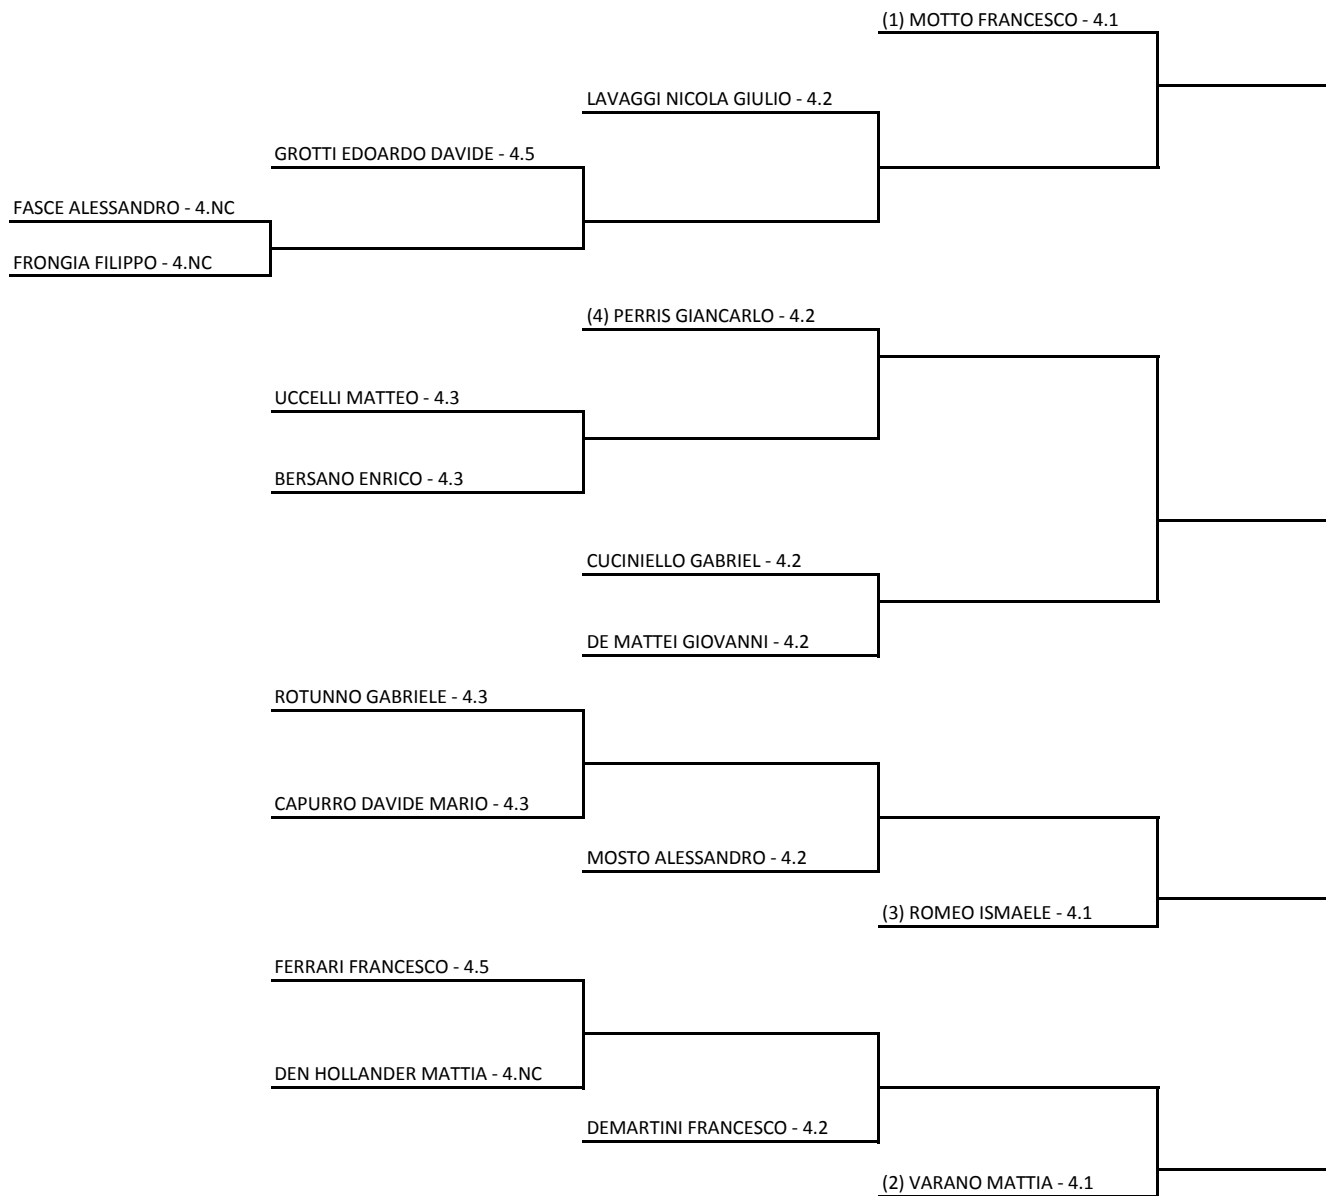 (1) MOTTO FRANCESCO - 4.1
LAVAGGI NICOLA GIULIO - 4.2
GROTTI EDOARDO DAVIDE - 4.5
FASCE ALESSANDRO - 4.NC
FRONGIA FILIPPO - 4.NC
(4) PERRIS GIANCARLO - 4.2
UCCELLI MATTEO - 4.3
BERSANO ENRICO - 4.3
CUCINIELLO GABRIEL - 4.2
DE MATTEI GIOVANNI - 4.2
ROTUNNO GABRIELE - 4.3
CAPURRO DAVIDE MARIO - 4.3
MOSTO ALESSANDRO - 4.2
(3) ROMEO ISMAELE - 4.1
FERRARI FRANCESCO - 4.5
DEN HOLLANDER MATTIA - 4.NC
DEMARTINI FRANCESCO - 4.2
(2) VARANO MATTIA - 4.1